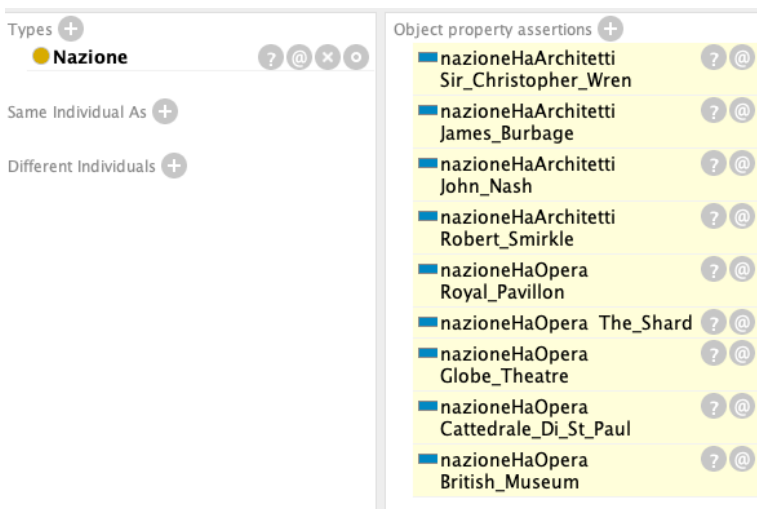 Types
Nazione
Same Individual As
Different Individuals
Object property assertions
nazioneHaArchitetti
Sir_Christopher_Wren
nazioneHaArchitetti
James_Burbage
nazioneHaArchitetti
John_Nash
nazioneHaArchitetti
Robert_Smirkle
nazioneHaOpera
Royal_Pavillon
nazioneHaOpera The_Shard
nazioneHaOpera
Globe_Theatre
nazioneHaOpera
Cattedrale_Di_St_Paul
nazioneHaOpera
British_Museum